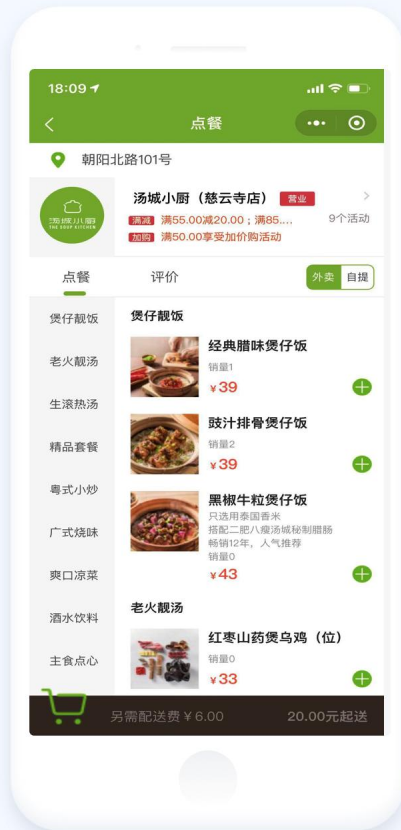 18:09
点餐
朝阳北路101号
汤城小厨
THE SOUP KITCHEN
汤城小厨（慈云寺店） 营业
满减 满55.00减20.00；满85.... 9个活动
加购 满50.00享受加价购活动
点餐 评价 外卖 自提
煲仔靓饭
老火靓汤
生滚热汤
精品套餐
粤式小炒
广式烧味
爽口凉菜
酒水饮料
主食点心
煲仔靓饭
经典腊味煲仔饭
销量1
¥39
豉汁排骨煲仔饭
销量2
¥39
黑椒牛粒煲仔饭
只选用泰国香米
搭配二肥八瘦汤城秘制腊肠
畅销12年，人气推荐
销量0
¥43
老火靓汤
红枣山药煲乌鸡（位）
销量0
¥33
另需配送费¥6.00 20.00元起送